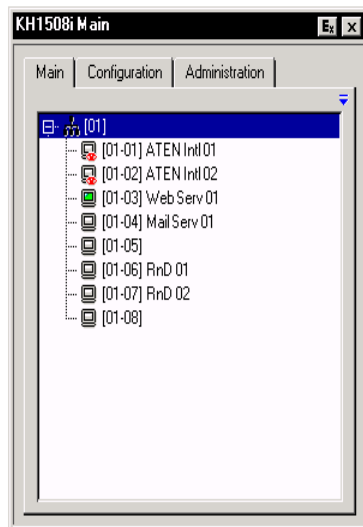 KH1508i Main
Ex
Main Configuration Administration
[01]
[01-01] ATEN Intl 01
[01-02] ATEN Intl 02
[01-03] Web Serv 01
[01-04] Mail Serv 01
[01-05]
[01-06] RnD 01
[01-07] RnD 02
[01-08]